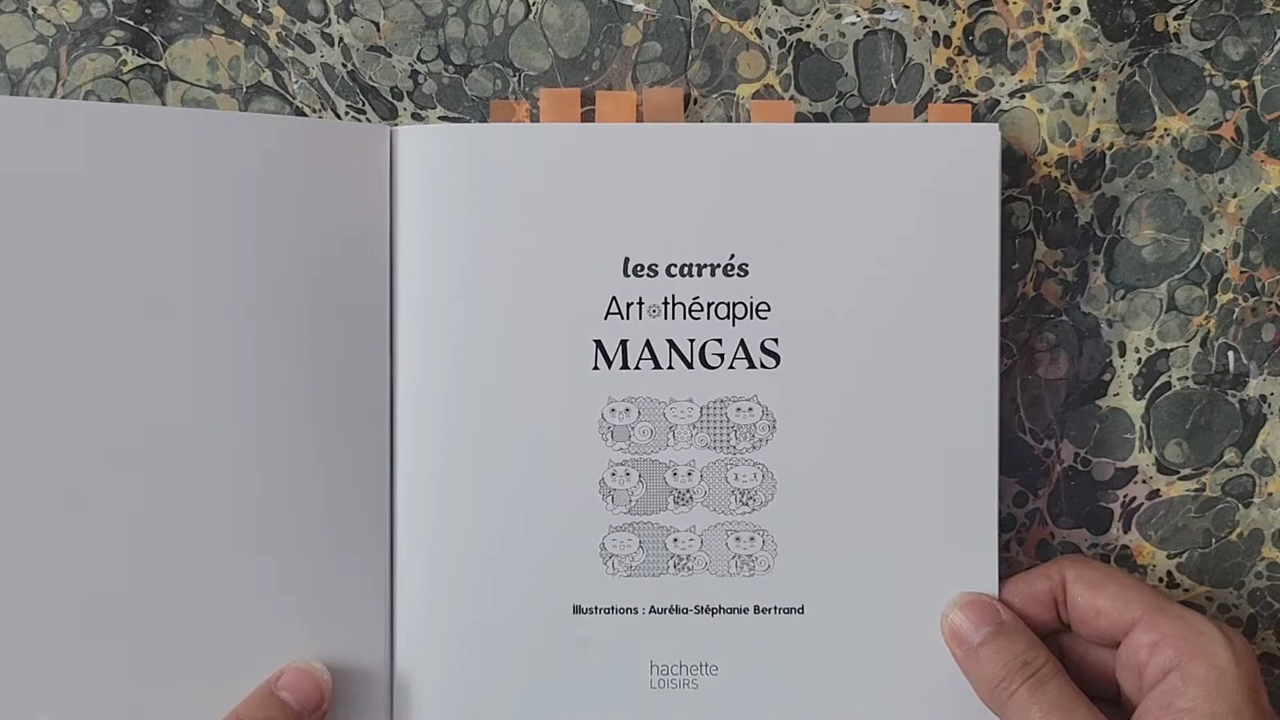 les carrés
Art thérapie
MANGAS
Illustrations : Aurélia-Stéphanie Bertrand
hachette
LOISIRS